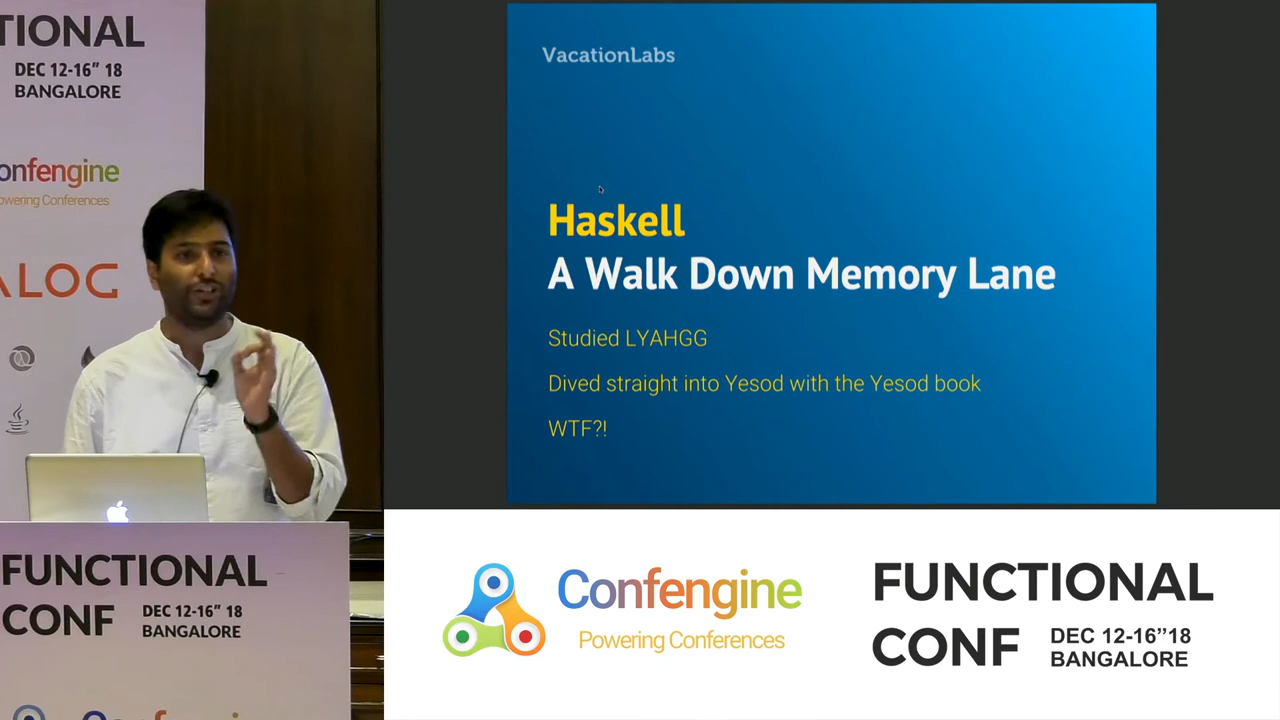 TIONAL
DEC 12-16” 18
BANGALORE
onfengine
owering Conferences
ALOG
FUNCTIONAL
CONF
DEC 12-16” 18
BANGALORE
VacationLabs
Haskell
A Walk Down Memory Lane
Studied LYAHGG
Dived straight into Yesod with the Yesod book
WTF?!
Confengine
Powering Conferences
FUNCTIONAL
CONF
DEC 12-16”18
BANGALORE